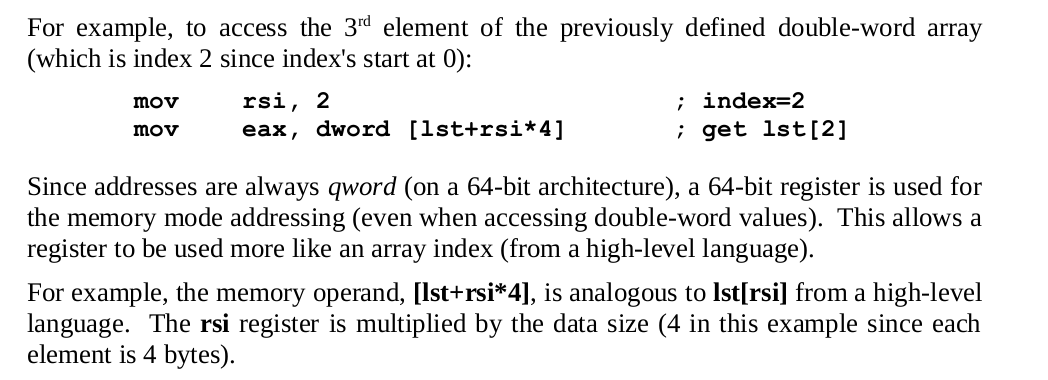 For example, to access the 3rd element of the previously defined double-word array
(which is index 2 since index's start at 0):
mov rsi, 2 ; index=2
mov eax, dword [lst+rsi*4] ; get lst[2]
Since addresses are always qword (on a 64-bit architecture), a 64-bit register is used for
the memory mode addressing (even when accessing double-word values). This allows a
register to be used more like an array index (from a high-level language).
For example, the memory operand, [lst+rsi*4], is analogous to lst[rsi] from a high-level
language. The rsi register is multiplied by the data size (4 in this example since each
element is 4 bytes).